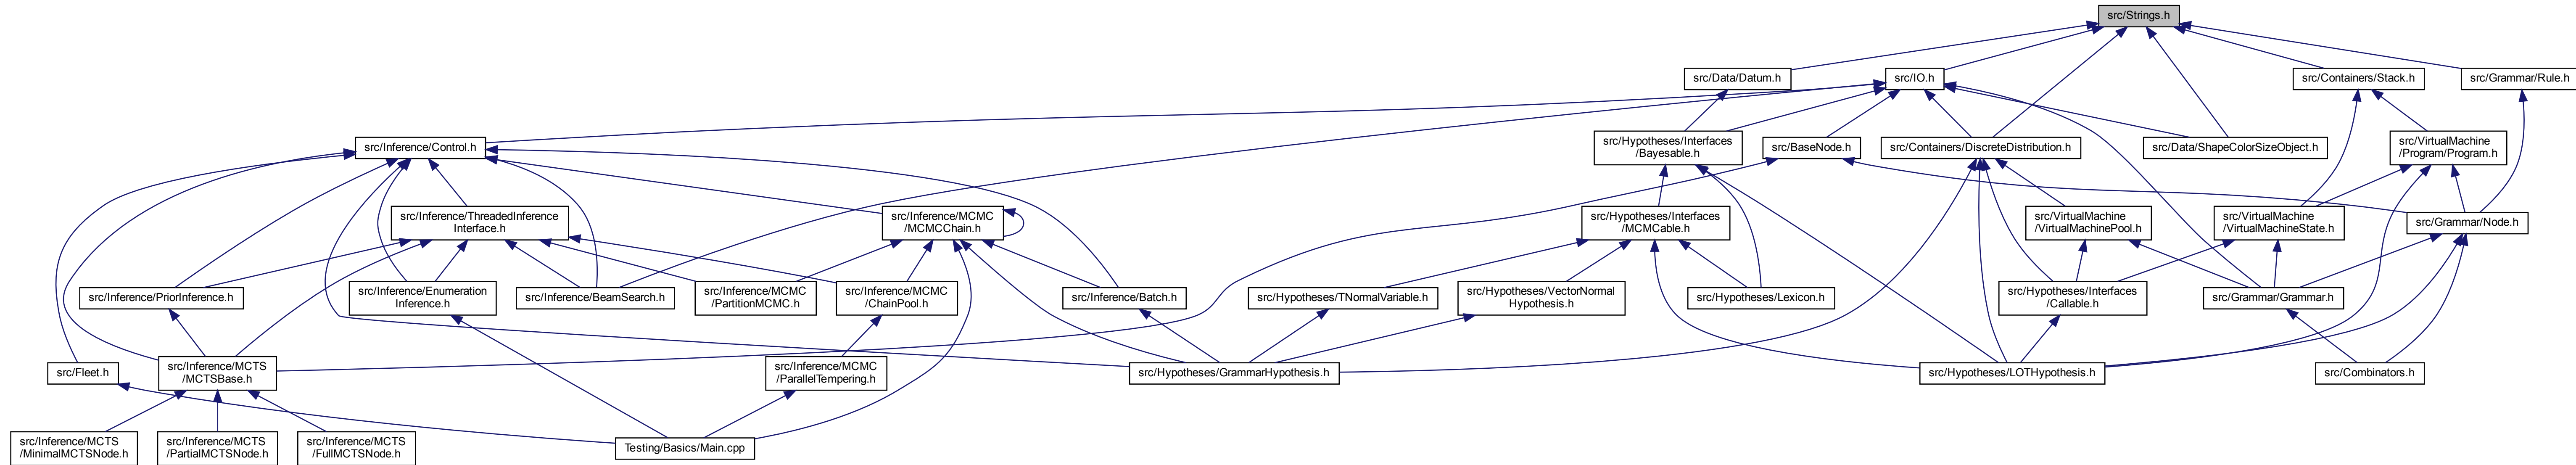 src/Strings.h
src/Data/Datum.h
src/IO.h
src/Containers/Stack.h
src/Grammar/Rule.h
src/Inference/Control.h
src/Hypotheses/Interfaces
/Bayesable.h
src/BaseNode.h
src/Containers/DiscreteDistribution.h
src/Data/ShapeColorSizeObject.h
src/VirtualMachine
/Program/Program.h
src/Inference/ThreadedInference
Interface.h
src/Inference/MCMC
/MCMCChain.h
src/Hypotheses/Interfaces
/MCMCable.h
src/VirtualMachine
/VirtualMachinePool.h
src/VirtualMachine
/VirtualMachineState.h
src/Grammar/Node.h
src/Inference/PriorInference.h
src/Inference/Enumeration
Inference.h
src/Inference/BeamSearch.h
src/Inference/MCMC
/PartitionMCMC.h
src/Inference/MCMC
/ChainPool.h
src/Inference/Batch.h
src/Hypotheses/TNormalVariable.h
src/Hypotheses/VectorNormal
Hypothesis.h
src/Hypotheses/Lexicon.h
src/Hypotheses/Interfaces
/Callable.h
src/Grammar/Grammar.h
src/Fleet.h
src/Inference/MCTS
/MCTSBase.h
src/Inference/MCMC
/ParallelTempering.h
src/Hypotheses/GrammarHypothesis.h
src/Hypotheses/LOTHypothesis.h
src/Combinators.h
src/Inference/MCTS
/MinimalMCTSNode.h
src/Inference/MCTS
/PartialMCTSNode.h
src/Inference/MCTS
/FullMCTSNode.h
Testing/Basics/Main.cpp